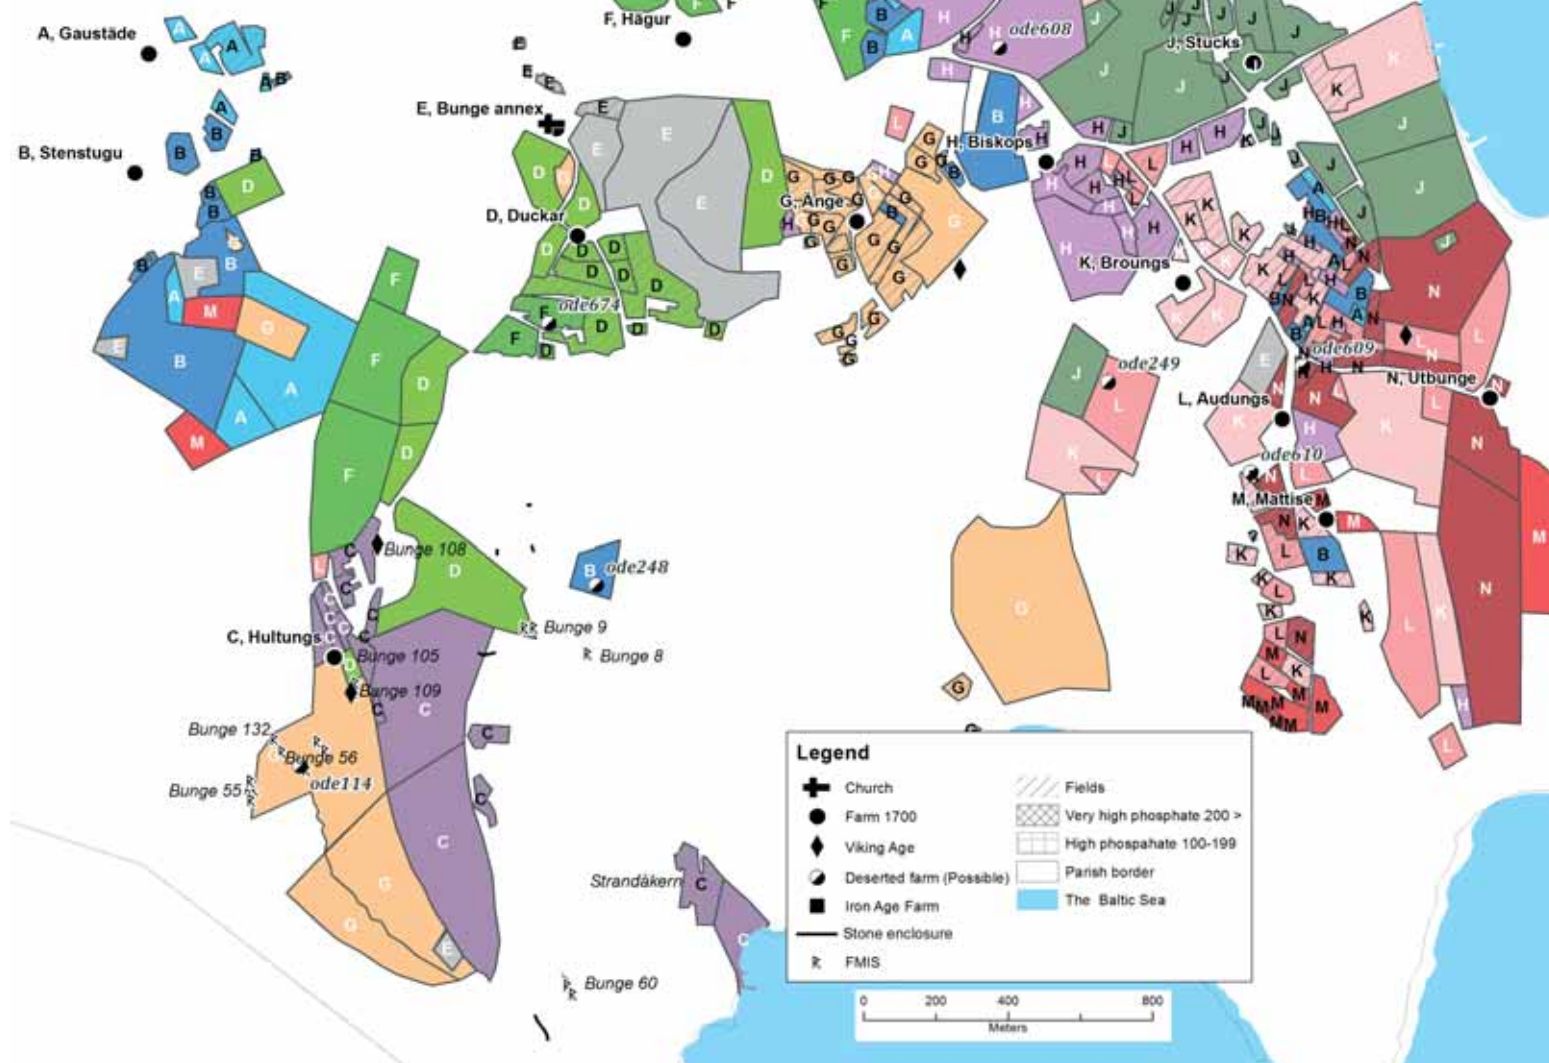 F, Hägur
A, Gaustäde
A
A
A
A
B
A
B
B
B, Stenstugu
B
D
B
B
B
B
E
A
M
G
E
B
A
A
M
F
F
D
F
D
E
E
E
E, Bunge annex
E
E
E
E
D
D
D
D, Duckar
D
D
D
D
D
D
ode674
F
F
D
D
D
D
F
B
A
B
H
H
ode608
H
J, Stucks
J
J
J
J
J
J
K
K
J
J
H
B
H
H, Biskops
H
L
G
G
G, Änge
G
G
G
G
B
G
G
G
G
H
J
H
H
K
L
H
H
H
H
K, Broungs
K
K
K
K
N
L
N
L
ode609
N, Utbunge
N
E
L, Audungs
K
N
H
K
L
N
ode249
J
L
K
L
ode610
M, Mattise
M
N
K
M
L
B
K
K
K
L
K
K
L
N
M
K
L
M
M
M
L
K
N
M
H
L
G
G
Bunge 108
L
C
C
D
B
ode248
Bunge 9
Bunge 8
C, Hultungs
D
Bunge 105
Bunge 109
C
C
C
Bunge 132
Bunge 56
ode114
Bunge 55
C
C
G
G
E
Strandåkern
C
C
Bunge 60
Legend
Church
Farm 1700
Viking Age
Deserted farm (Possible)
Iron Age Farm
Stone enclosure
FMIS
Fields
Very high phosphate 200 >
High phospahate 100-199
Parish border
The Baltic Sea
0 200 400 800
Meters